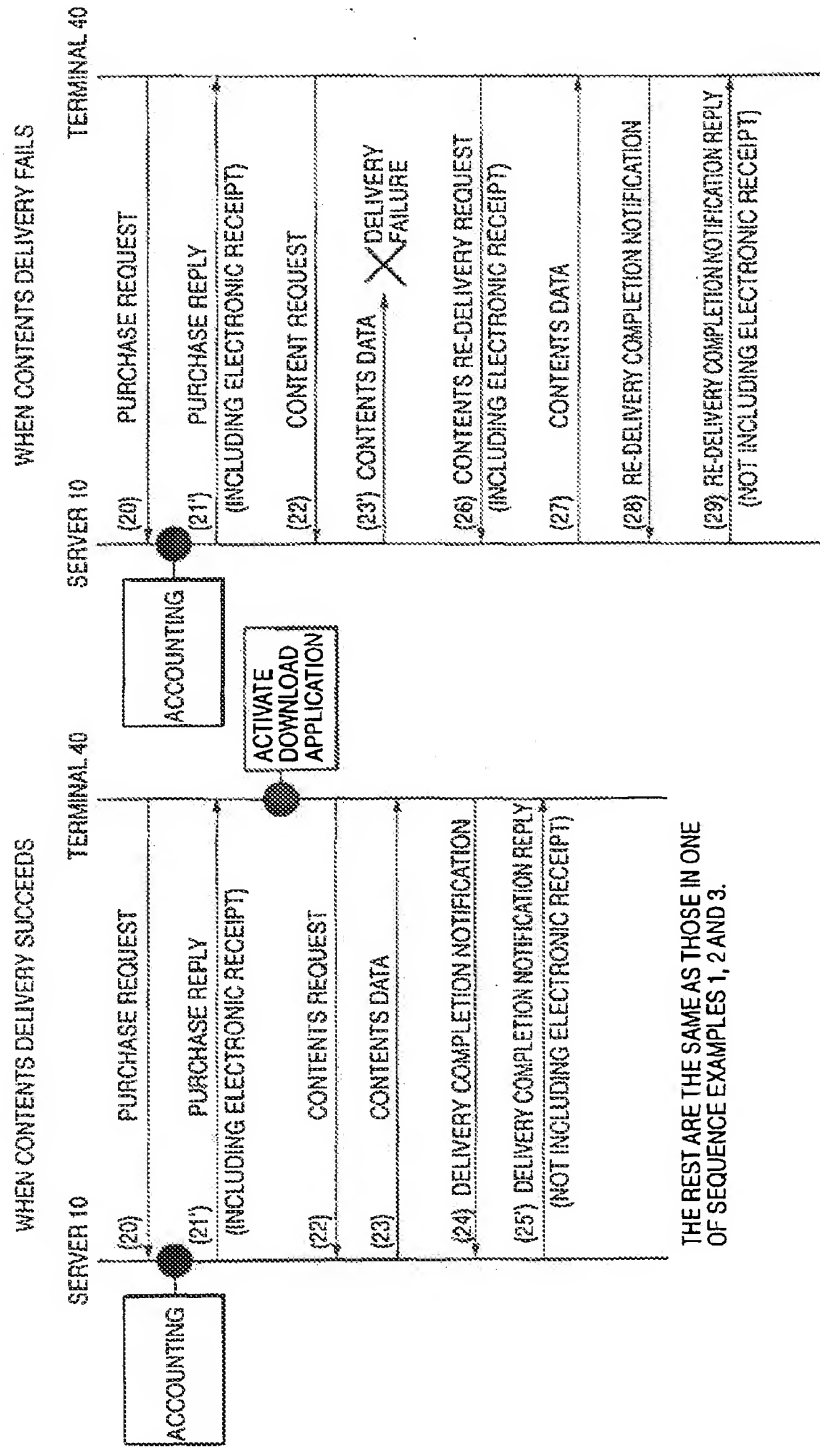 WHEN CONTENTS DELIVERY SUCCEEDS
SERVER 10
TERMINAL 40
ACCOUNTING
(20) PURCHASE REQUEST
(21') PURCHASE REPLY
(INCLUDING ELECTRONIC RECEIPT)
ACTIVATE
DOWNLOAD
APPLICATION
(22) CONTENTS REQUEST
(23) CONTENTS DATA
(24) DELIVERY COMPLETION NOTIFICATION
(25') DELIVERY COMPLETION NOTIFICATION REPLY
(NOT INCLUDING ELECTRONIC RECEIPT)
THE REST ARE THE SAME AS THOSE IN ONE
OF SEQUENCE EXAMPLES 1, 2 AND 3.
WHEN CONTENTS DELIVERY FAILS
SERVER 10
TERMINAL 40
ACCOUNTING
(20) PURCHASE REQUEST
(21') PURCHASE REPLY
(INCLUDING ELECTRONIC RECEIPT)
(22) CONTENT REQUEST
(23') CONTENTS DATA
DELIVERY
FAILURE
(26) CONTENTS RE-DELIVERY REQUEST
(INCLUDING ELECTRONIC RECEIPT)
(27) CONTENTS DATA
(28) RE-DELIVERY COMPLETION NOTIFICATION
(29) RE-DELIVERY COMPLETION NOTIFICATION REPLY
(NOT INCLUDING ELECTRONIC RECEIPT)